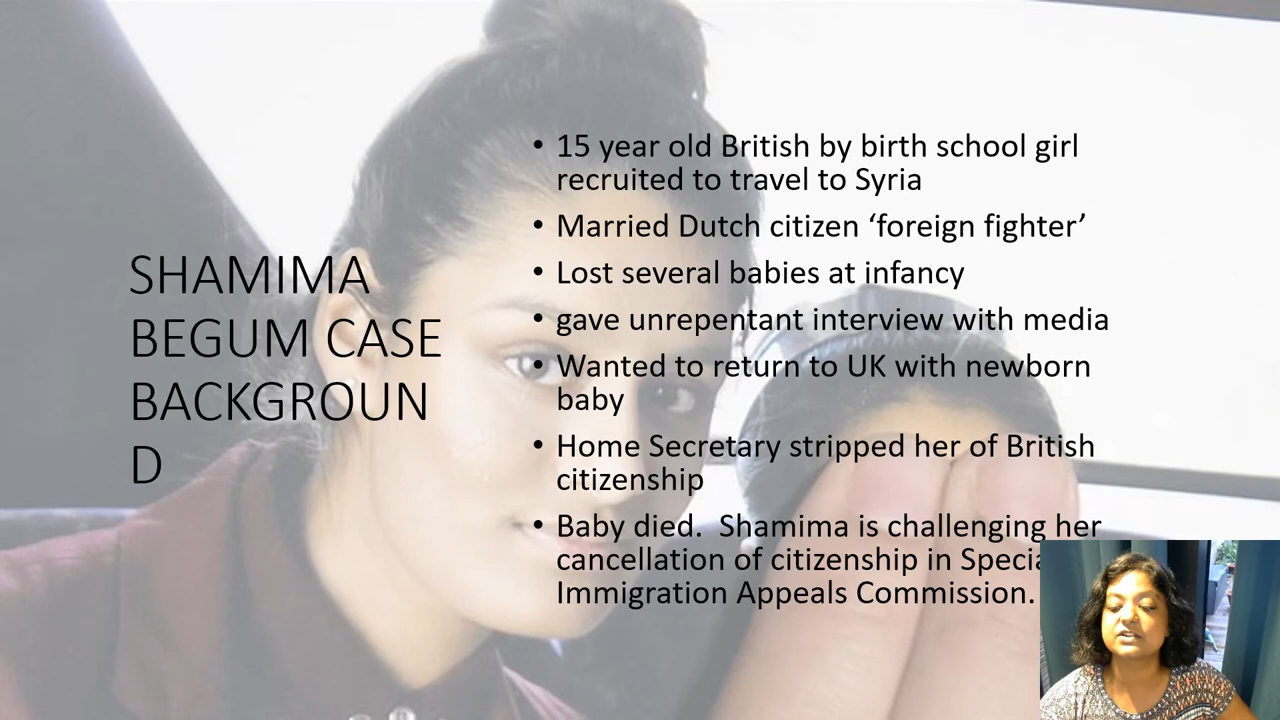 SHAMIMA
BEGUM CASE
BACKGROUN
D
• 15 year old British by birth school girl
recruited to travel to Syria
• Married Dutch citizen ‘foreign fighter’
• Lost several babies at infancy
• gave unrepentant interview with media
• Wanted to return to UK with newborn
baby
• Home Secretary stripped her of British
citizenship
• Baby died.  Shamima is challenging her
cancellation of citizenship in Specia
Immigration Appeals Commission.